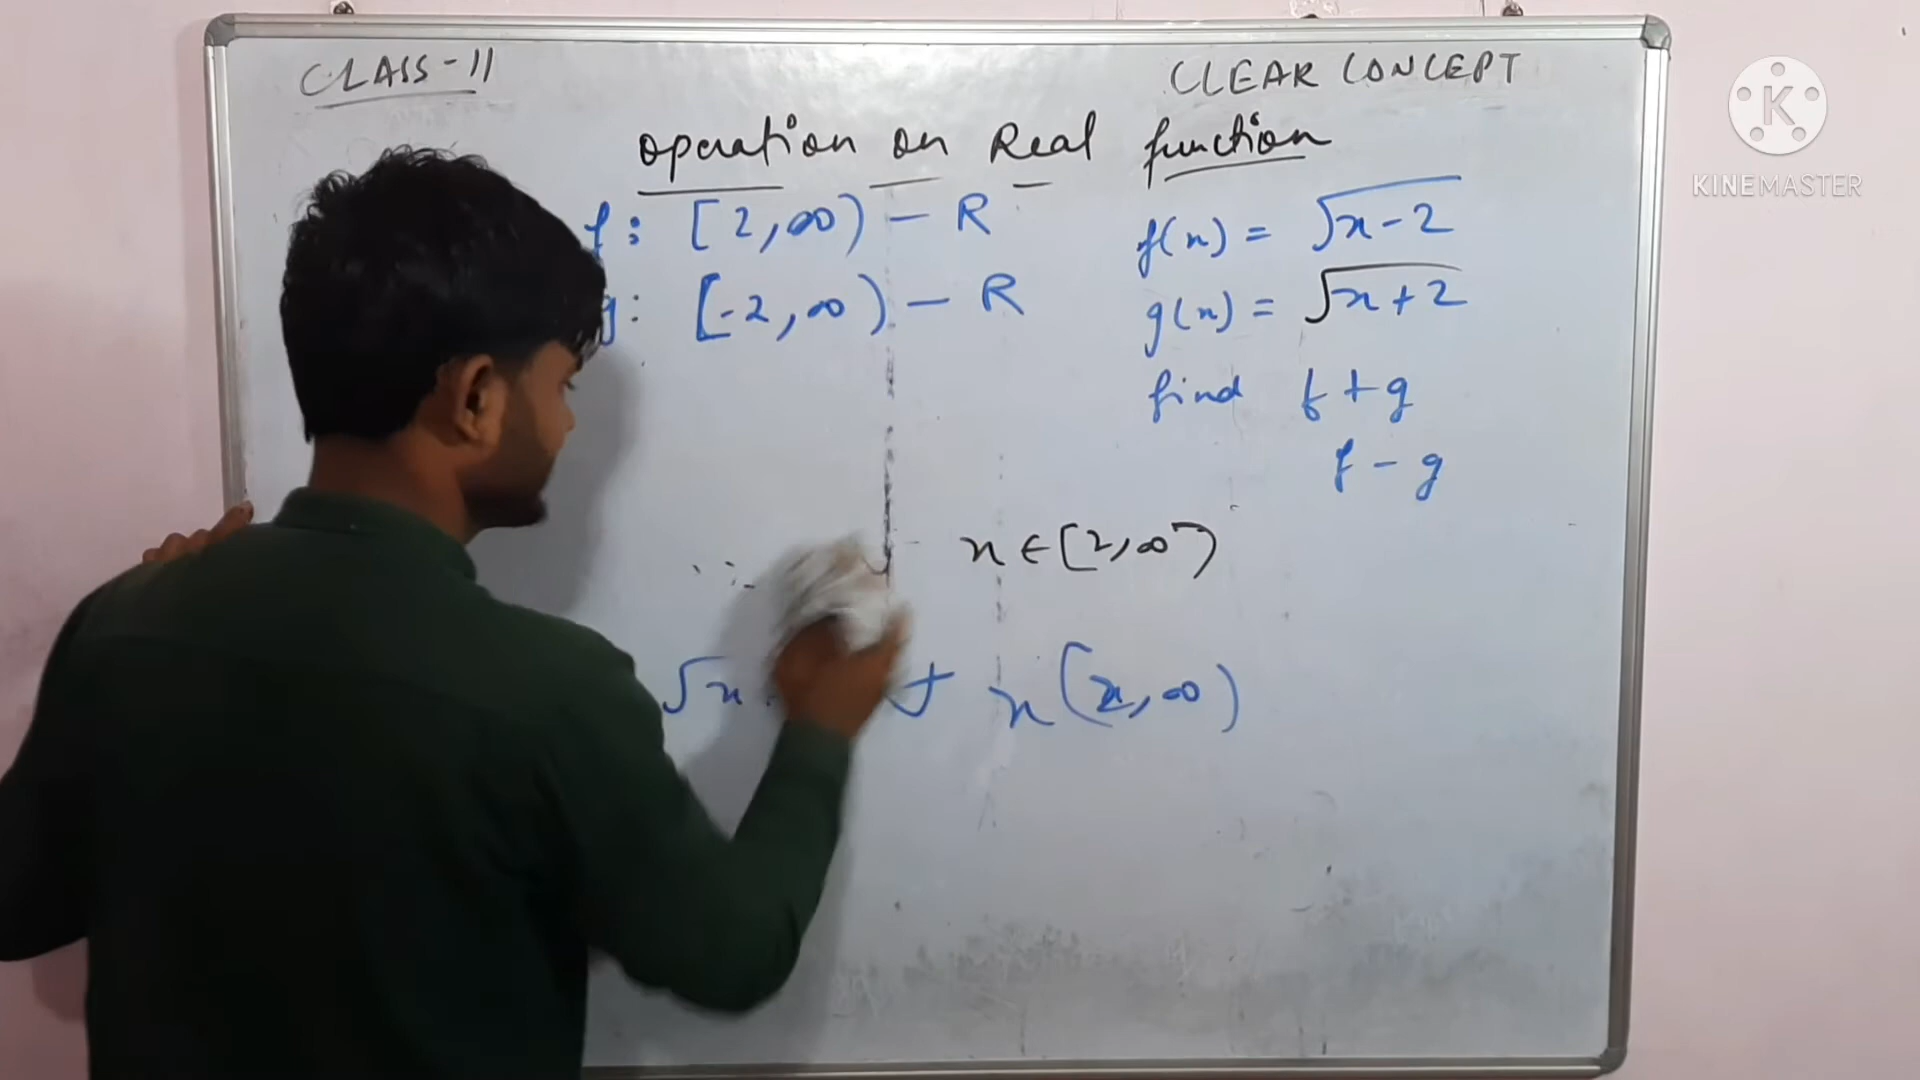 CLASS-11
CLEAR CONCEPT
K
KINEMASTER
operation on Real function
f: [2,∞) – R
f(x) = √x-2
g: [-2,∞) – R
g(x) = √x+2
find f+g
f-g
x∈[2,∞)
√x
+ x(2,∞)